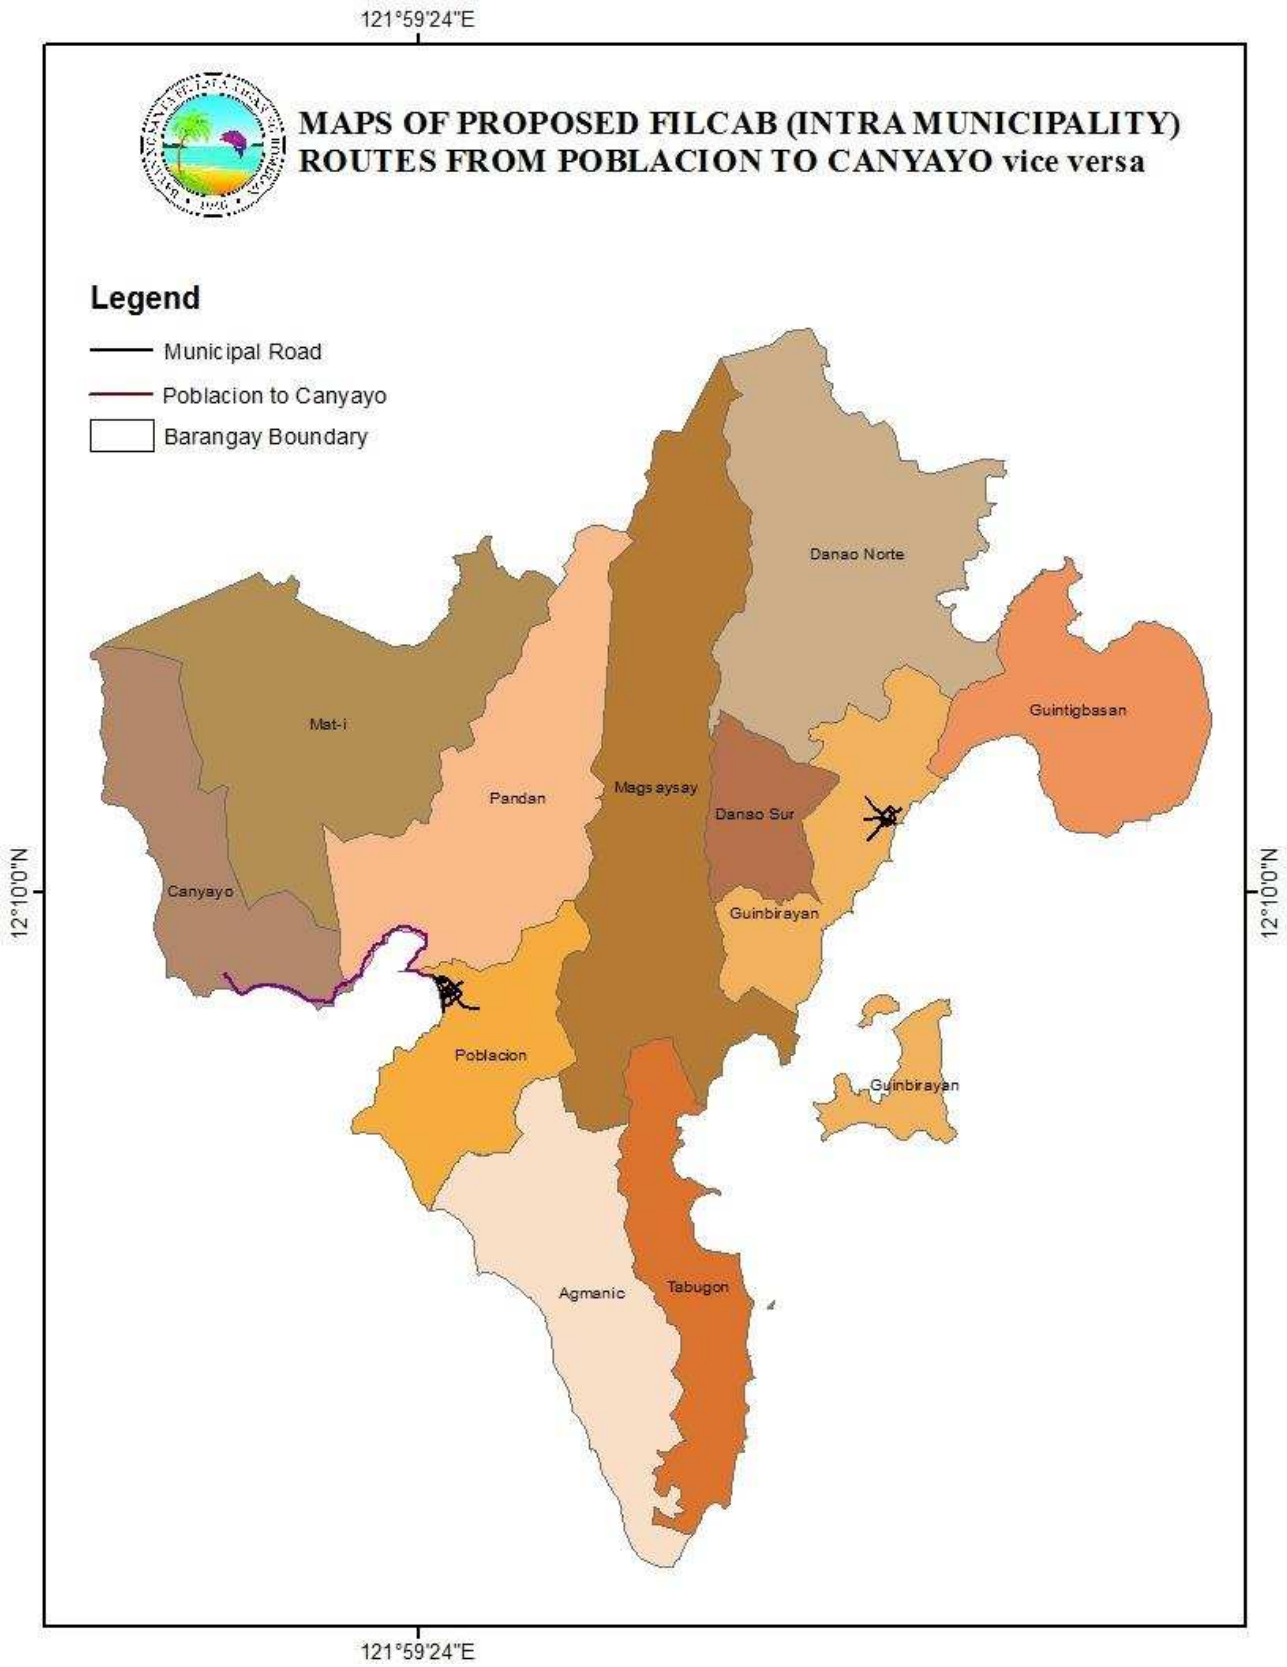 121°59'24"E
MAPS OF PROPOSED FILCAB (INTRA MUNICIPALITY)
ROUTES FROM POBLACION TO CANYAYO vice versa
Legend
Municipal Road
Poblacion to Canyayo
Barangay Boundary
Danao Norte
Guintigbasan
Mat-i
Magsaysay
Pandan
Danao Sur
Canyayo
12°10'0"N
12°10'0"N
Guinbirayan
Poblacion
Guinbirayan
Tabugon
Agmanic
121°59'24"E